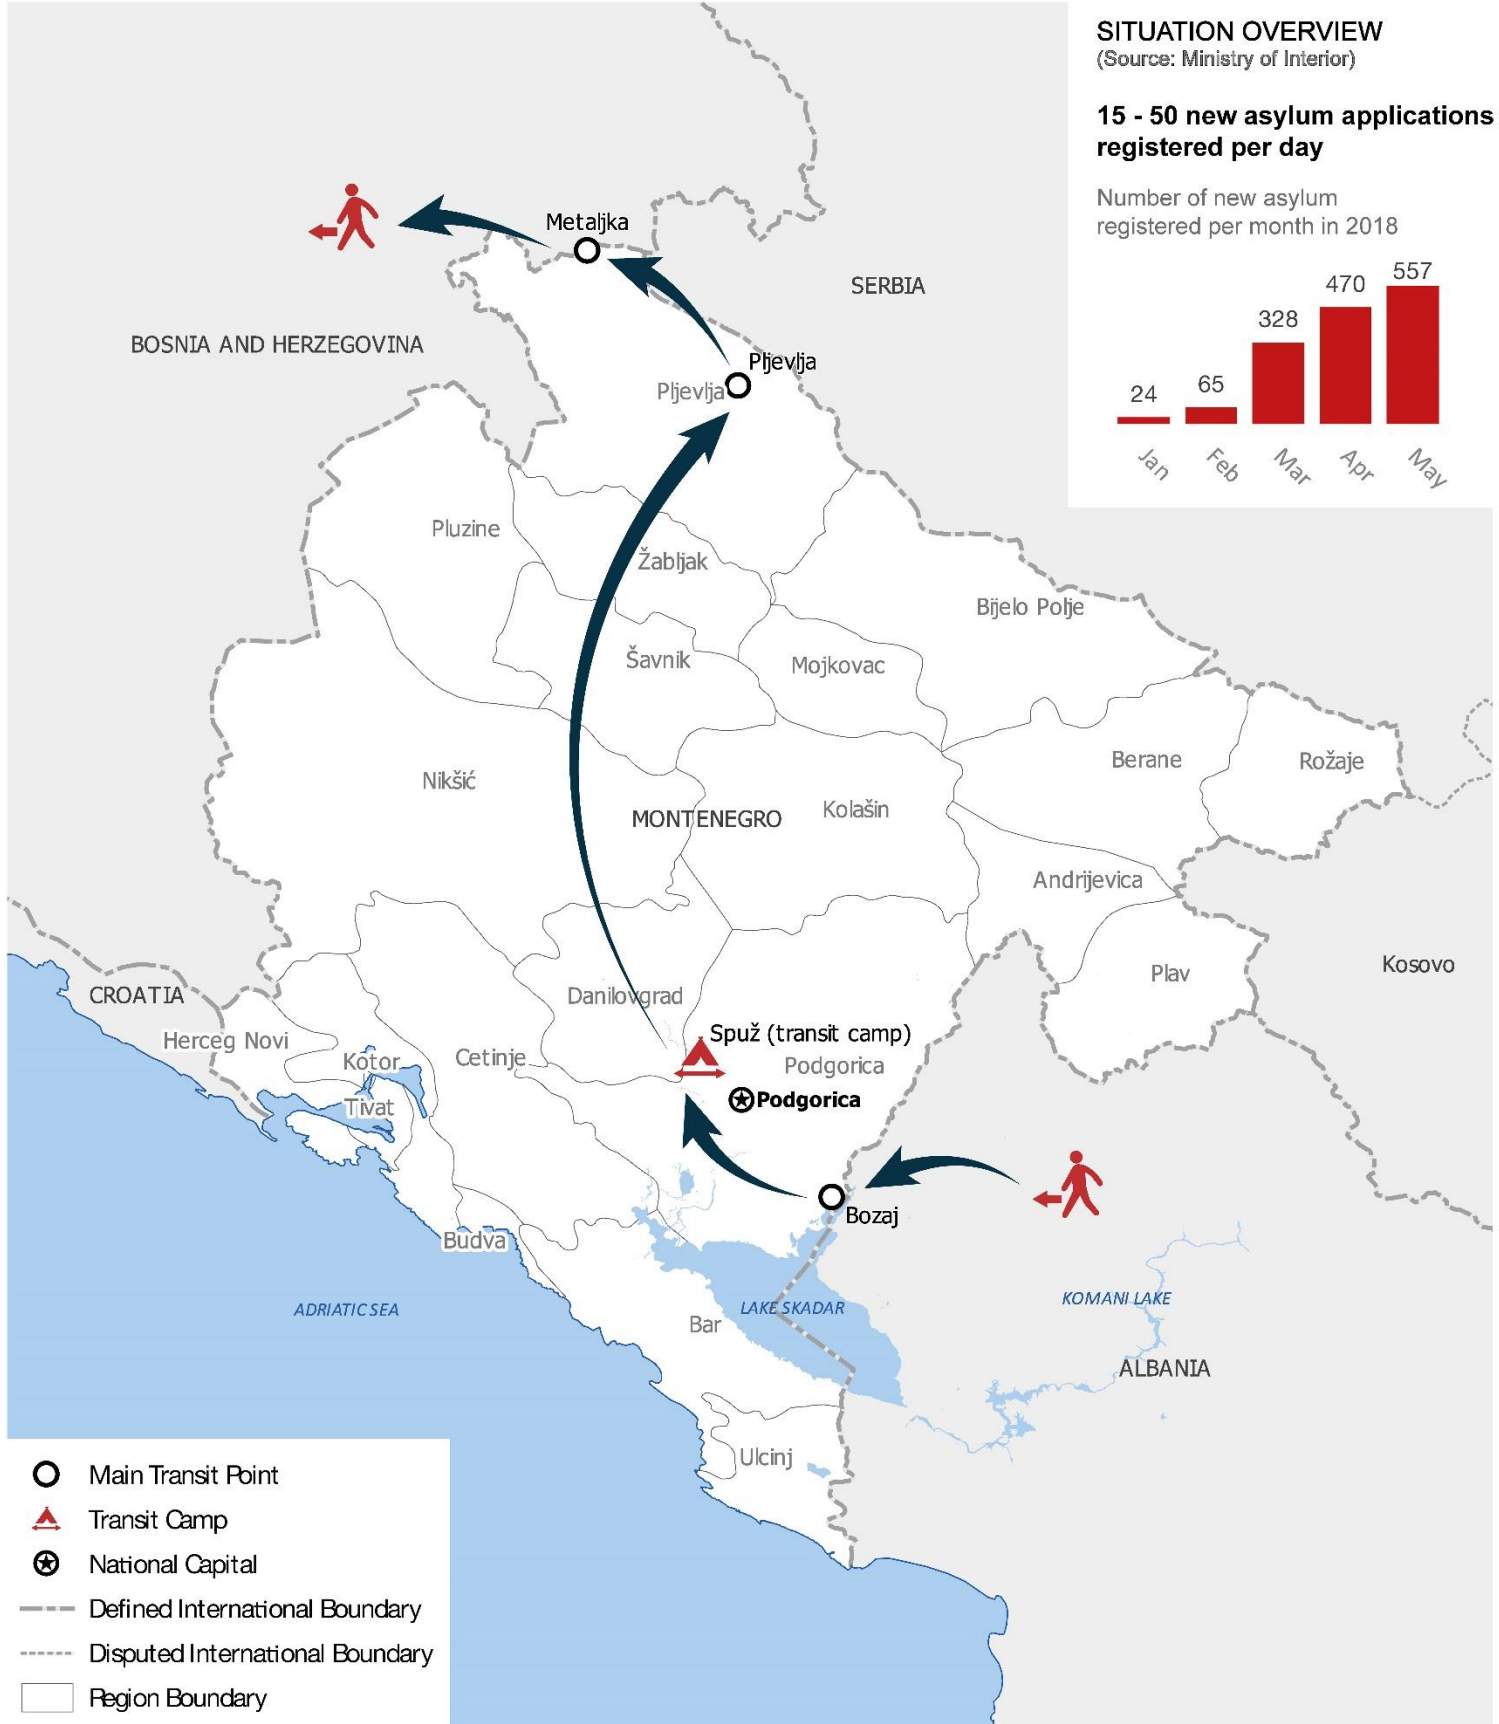 SITUATION OVERVIEW
(Source: Ministry of Interior)
15 - 50 new asylum applications
registered per day
Number of new asylum
registered per month in 2018
24
65
328
470
557
Jan
Feb
Mar
Apr
May
Metaljka
SERBIA
BOSNIA AND HERZEGOVINA
Pljevlja
Pljevlja
Pluzine
Žabljak
Bijelo Polje
Šavnik
Mojkovac
Berane
Rožaje
Nikšić
MONTENEGRO
Kolašin
Andrijevica
Kosovo
Plav
CROATIA
Danilovgrad
Herceg Novi
Spuž (transit camp)
Kotor
Cetinje
Podgorica
Tivat
Podgorica
Bozaj
Budva
ADRIATIC SEA
LAKE SKADAR
KOMANI LAKE
Bar
ALBANIA
Ulcinj
Main Transit Point
Transit Camp
National Capital
Defined International Boundary
Disputed International Boundary
Region Boundary